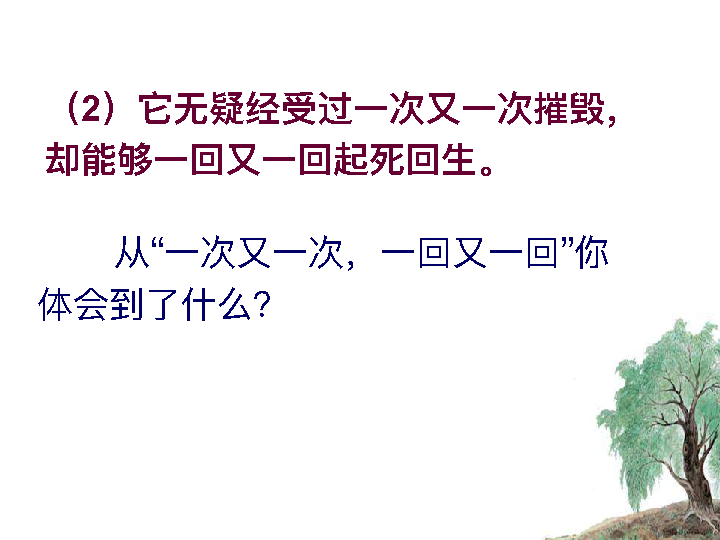 （2）它无疑经受过一次又一次摧毁，
却能够一回又一回起死回生。
从“一次又一次，一回又一回”你
体会到了什么？